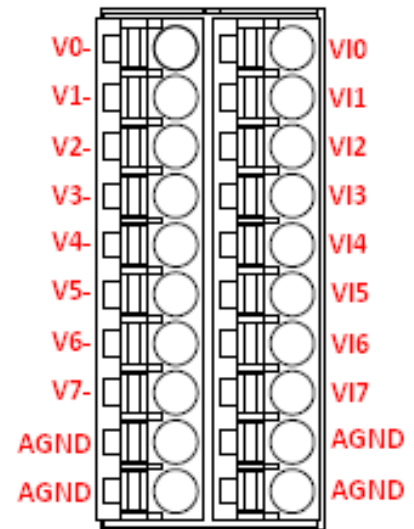 V0- VI0
V1- VI1
V2- VI2
V3- VI3
V4- VI4
V5- VI5
V6- VI6
V7- VI7
AGND AGND
AGND AGND